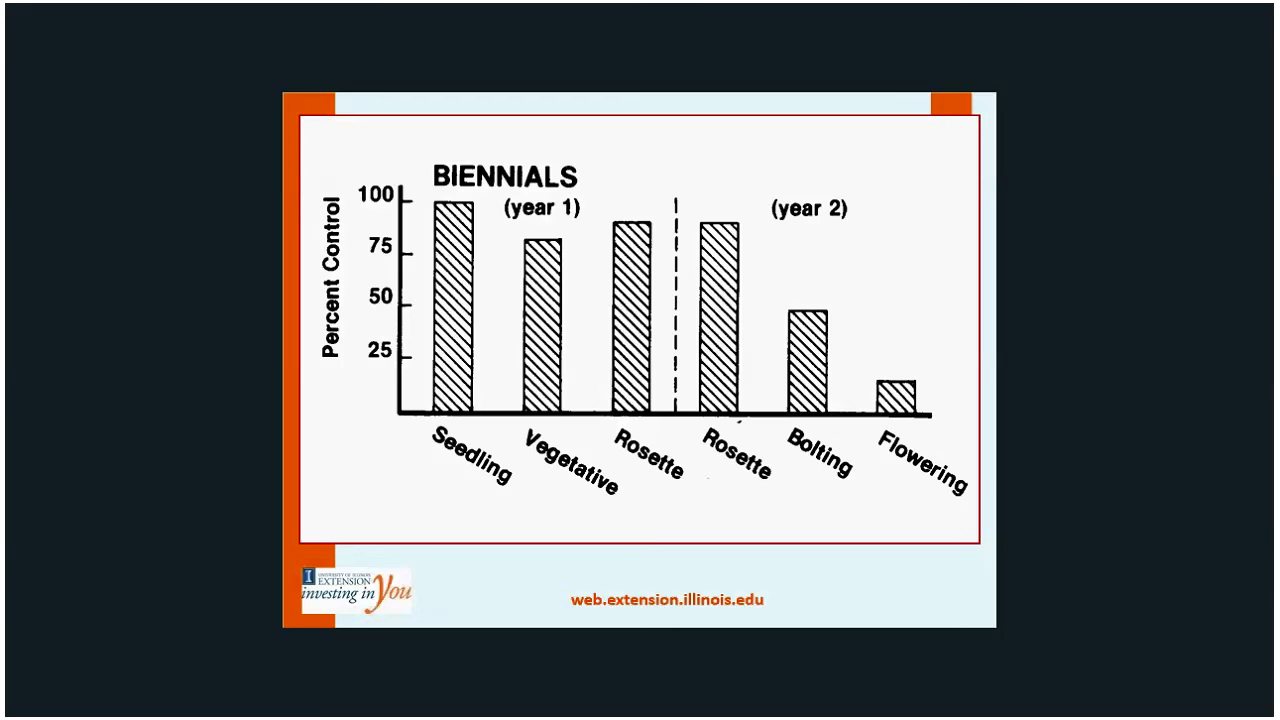 BIENNIALS
(year 1)
(year 2)
Percent Control
100
75
50
25
Seedling
Vegetative
Rosette
Rosette
Bolting
Flowering
I
UNIVERSITY OF ILLINOIS
EXTENSION
investing in You
web.extension.illinois.edu